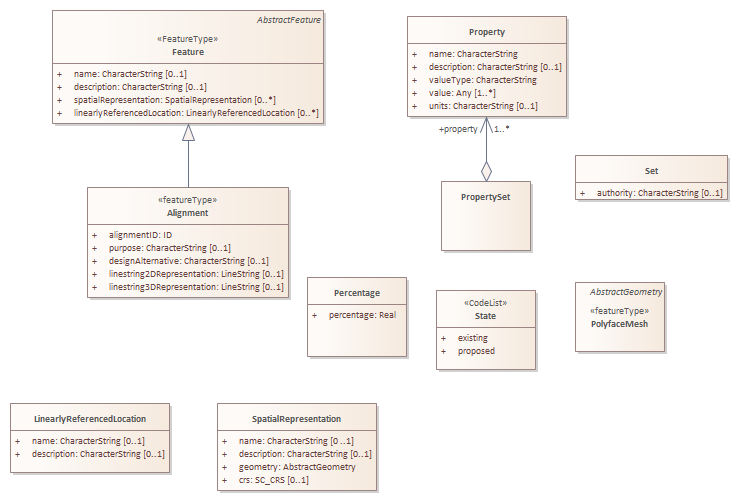 AbstractFeature
«FeatureType»
Feature
+ name: CharacterString [0..1]
+ description: CharacterString [0..1]
+ spatialRepresentation: SpatialRepresentation [0..*]
+ linearlyReferencedLocation: LinearlyReferencedLocation [0..*]
Property
+ name: CharacterString
+ description: CharacterString [0..1]
+ valueType: CharacterString
+ value: Any [1..*]
+ units: CharacterString [0..1]
+property
1..*
PropertySet
Set
+ authority: CharacterString [0..1]
«featureType»
Alignment
+ alignmentID: ID
+ purpose: CharacterString [0..1]
+ designAlternative: CharacterString [0..1]
+ linestring2DRepresentation: LineString [0..1]
+ linestring3DRepresentation: LineString [0..1]
Percentage
+ percentage: Real
«CodeList»
State
+ existing
+ proposed
AbstractGeometry
«featureType»
PolyfaceMesh
LinearlyReferencedLocation
+ name: CharacterString [0..1]
+ description: CharacterString [0..1]
SpatialRepresentation
+ name: CharacterString [0 ..1]
+ description: CharacterString [0..1]
+ geometry: AbstractGeometry
+ crs: SC_CRS [0..1]